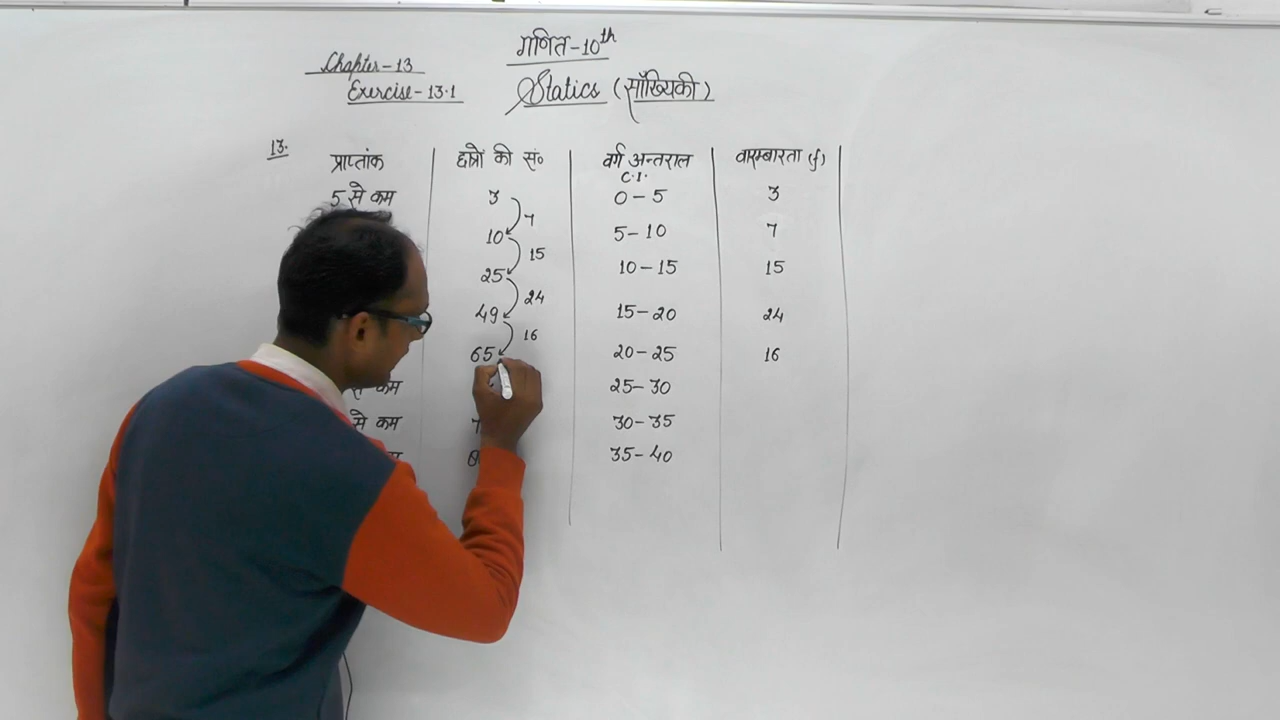 गणित-10th
Chapter-13
Exercise-13.1
Statics (साँख्यिकी)
13.
प्राप्तांक | छात्रों की सं० | वर्ग अन्तराल C.I. | बारम्बारता (f)
5 से कम | 3 | 0-5 | 3
7
10 | 5-10 | 7
15
25 | 10-15 | 15
24
49 | 15-20 | 24
16
65 | 20-25 | 16
से कम | 25-30
से कम | 30-35
35-40